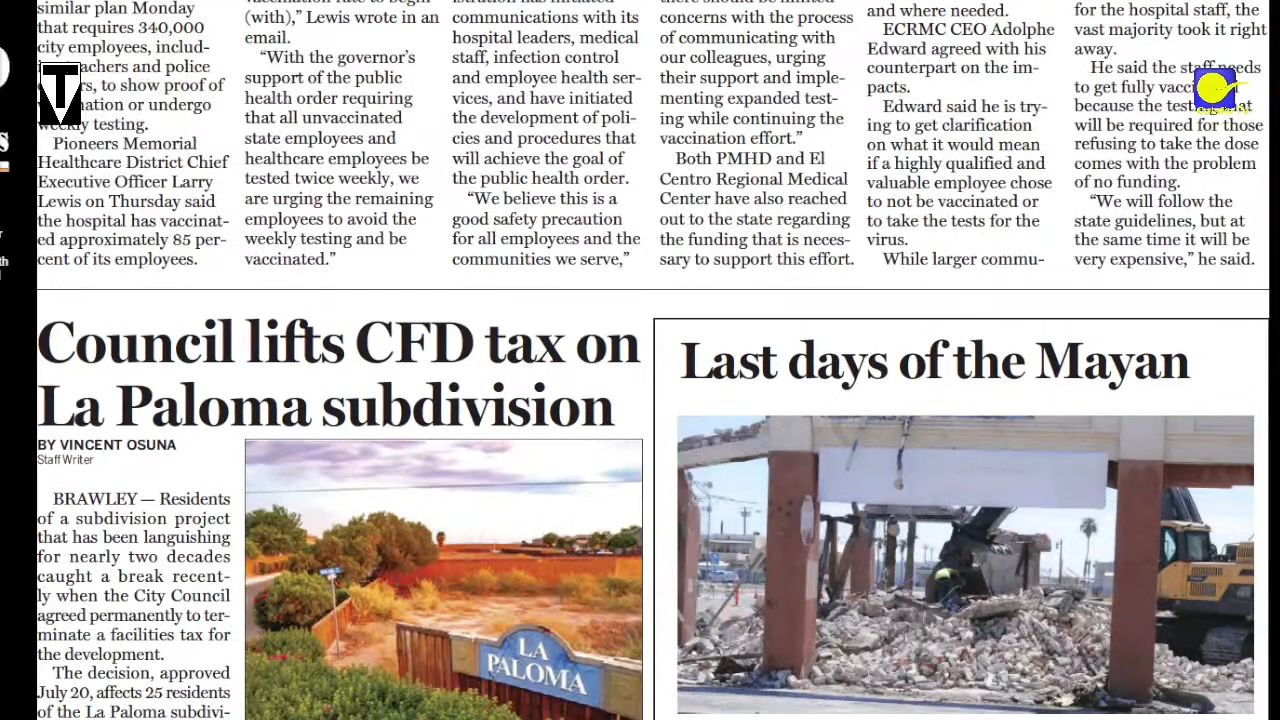 similar plan Monday
that requires 340,000
city employees, includ-
teachers and police
to show proof of
or undergo
weekly testing.
Pioneers Memorial
Healthcare District Chief
Executive Officer Larry
Lewis on Thursday said
the hospital has vaccinat-
ed approximately 85 per-
cent of its employees.
(with),” Lewis wrote in an
email.
“With the governor’s
support of the public
health order requiring
that all unvaccinated
state employees and
healthcare employees be
tested twice weekly, we
are urging the remaining
employees to avoid the
weekly testing and be
vaccinated.”
communications with its
hospital leaders, medical
staff, infection control
and employee health ser-
vices, and have initiated
the development of poli-
cies and procedures that
will achieve the goal of
the public health order.
“We believe this is a
good safety precaution
for all employees and the
communities we serve,”
concerns with the process
of communicating with
our colleagues, urging
their support and imple-
menting expanded test-
ing while continuing the
vaccination effort.”
Both PMHD and El
Centro Regional Medical
Center have also reached
out to the state regarding
the funding that is neces-
sary to support this effort.
and where needed.
ECRMC CEO Adolphe
Edward agreed with his
counterpart on the im-
pacts.
Edward said he is try-
ing to get clarification
on what it would mean
if a highly qualified and
valuable employee chose
to not be vaccinated or
to take the tests for the
virus.
While larger commu-
for the hospital staff, the
vast majority took it right
away.
He said the staff needs
to get fully
because the testing that
will be required for those
refusing to take the dose
comes with the problem
of no funding.
“We will follow the
state guidelines, but at
the same time it will be
very expensive,” he said.
Council lifts CFD tax on
La Paloma subdivision
BY VINCENT OSUNA
Staff Writer
BRAWLEY — Residents
of a subdivision project
that has been languishing
for nearly two decades
caught a break recent-
ly when the City Council
agreed permanently to ter-
minate a facilities tax for
the development.
The decision, approved
July 20, affects 25 residents
of the La Paloma subdivi-
LA
PALOMA
Last days of the Mayan